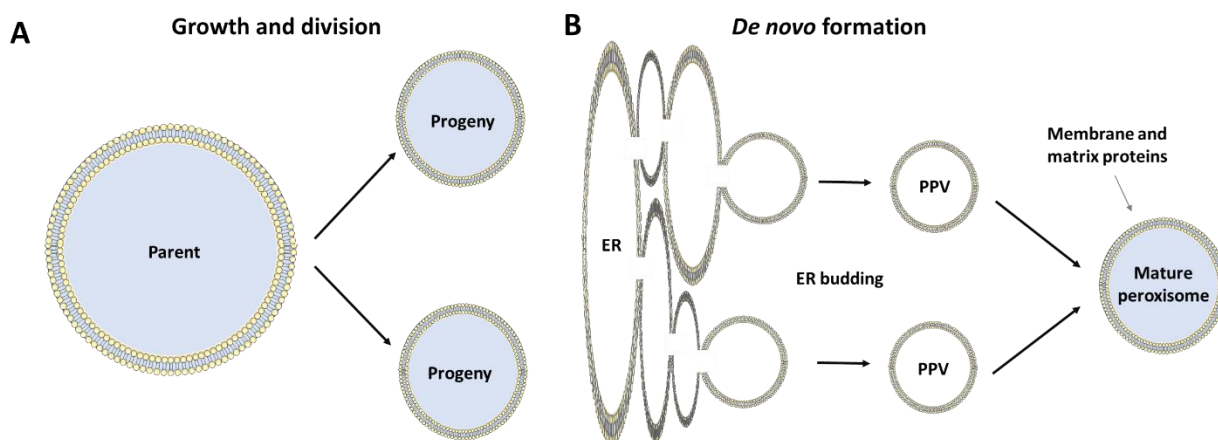 A
Growth and division
Parent
Progeny
Progeny
B
De novo formation
ER
PPV
PPV
ER budding
Membrane and
matrix proteins
Mature
peroxisome